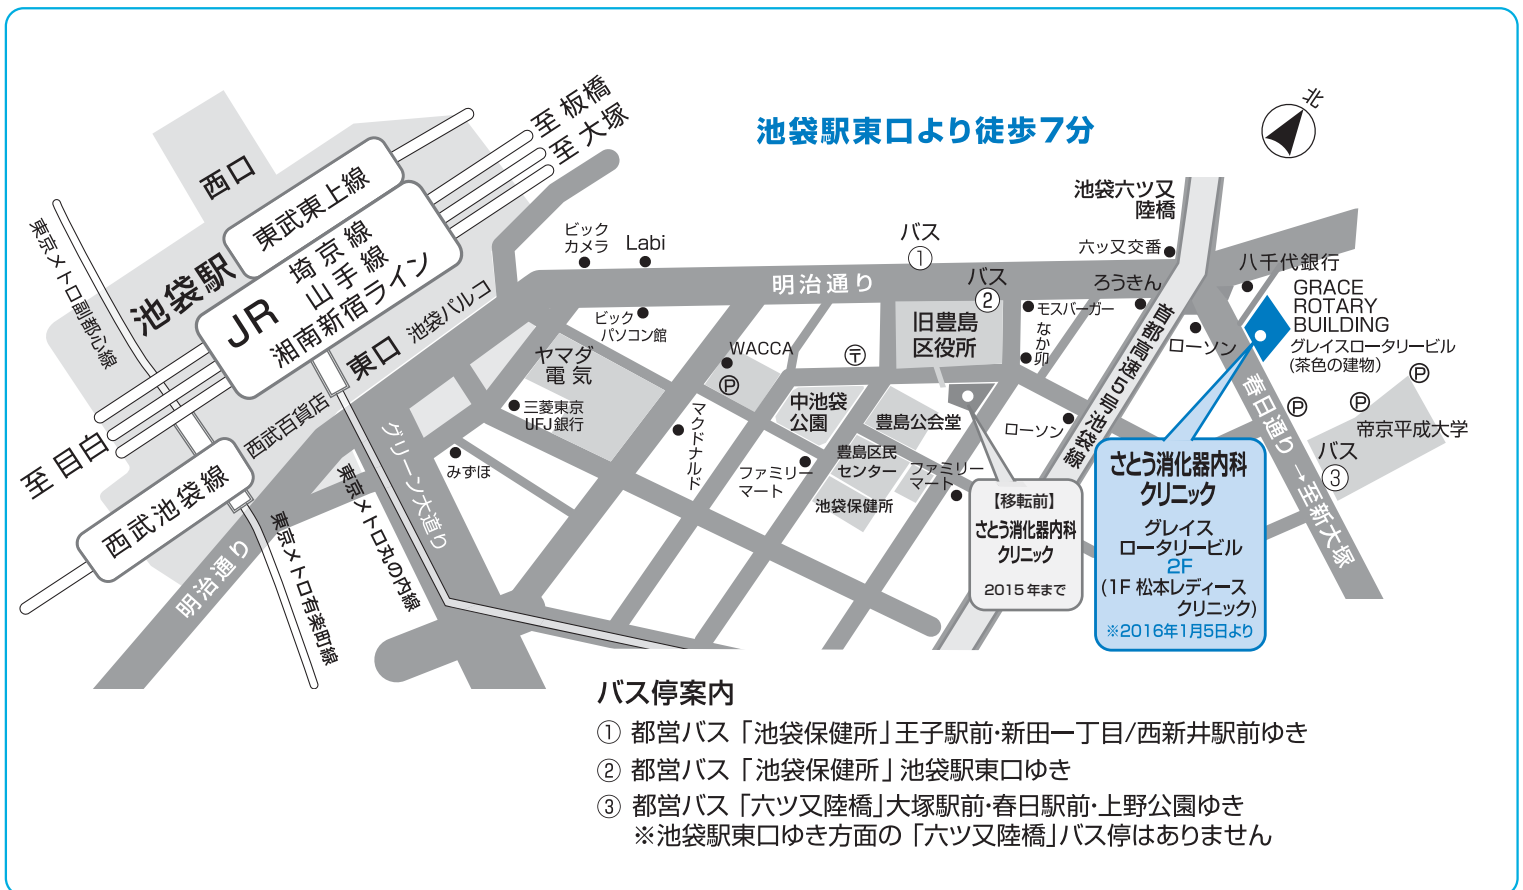 池袋駅東口より徒歩7分
北
至 板橋
至 大塚
西口
東武東上線
池袋駅
JR
埼京線
山手線
湘南新宿ライン
東京メトロ副都心線
東口
池袋パルコ
西武百貨店
至 目白
西武池袋線
明治通り
東京メトロ有楽町線
東京メトロ丸の内線
グリーン大通り
ビック
カメラ
Labi
明治通り
ビック
パソコン館
ヤマダ
電気
三菱東京
UFJ銀行
みずほ
WACCA
Ⓟ
マクドナルド
〒
バス
①
バス
②
旧豊島
区役所
モスバーガー
なか卯
中池袋
公園
豊島公会堂
豊島区民
センター
池袋保健所
ファミリー
マート
ファミリー
マート
ローソン
池袋六ツ又
陸橋
六ッ又交番
ろうきん
首都高速5号池袋線
ローソン
八千代銀行
GRACE
ROTARY
BUILDING
グレイスロータリービル
(茶色の建物)
Ⓟ
Ⓟ
Ⓟ
帝京平成大学
バス
③
春日通り→至新大塚
【移転前】
さとう消化器内科
クリニック
2015年まで
さとう消化器内科
クリニック
グレイス
ロータリービル
2F
(1F 松本レディース
クリニック)
※2016年1月5日より
バス停案内
① 都営バス「池袋保健所」王子駅前・新田一丁目/西新井駅前ゆき
② 都営バス「池袋保健所」池袋駅東口ゆき
③ 都営バス「六ツ又陸橋」大塚駅前・春日駅前・上野公園ゆき
※池袋駅東口ゆき方面の「六ツ又陸橋」バス停はありません